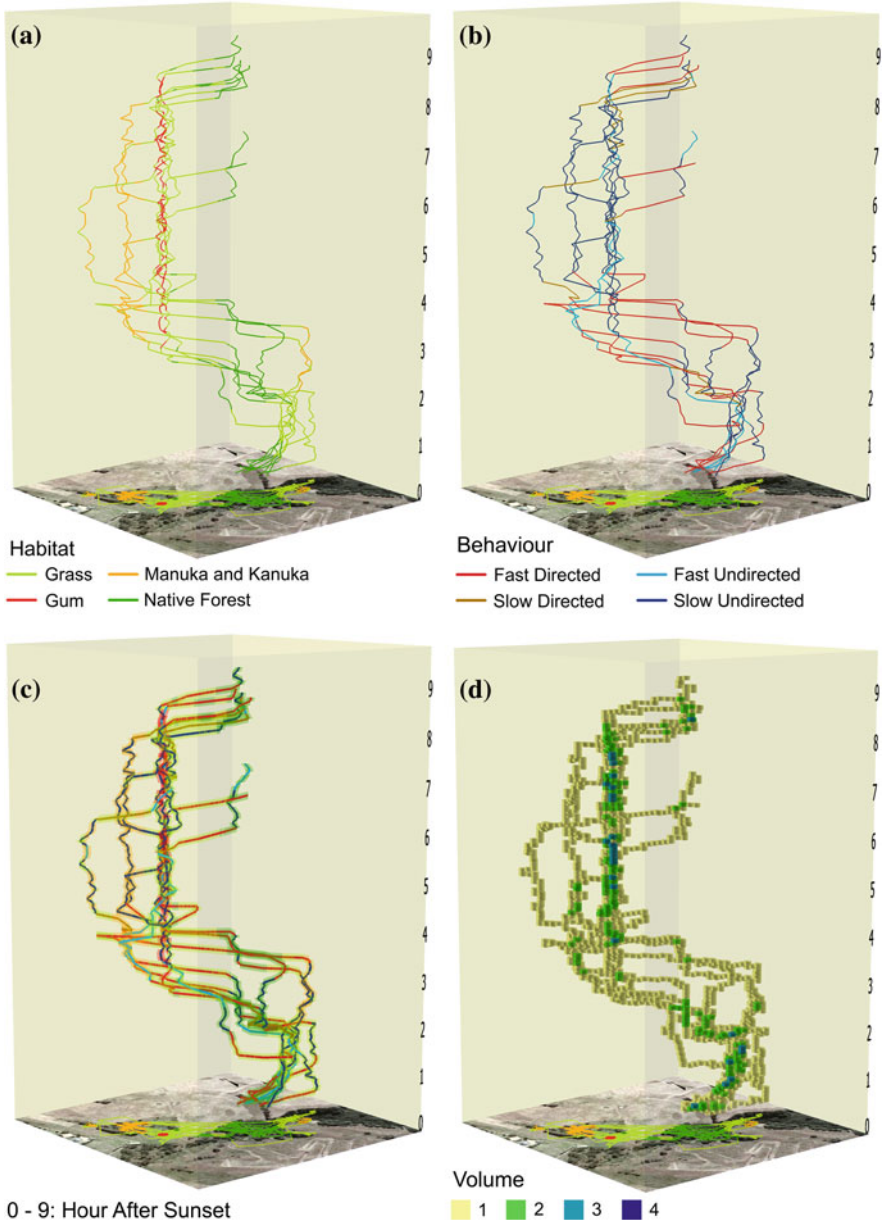 (a)
9
8
7
6
5
4
3
2
1
0
Habitat
Grass
Manuka and Kanuka
Gum
Native Forest
(b)
9
8
7
6
5
4
3
2
1
0
Behaviour
Fast Directed
Fast Undirected
Slow Directed
Slow Undirected
(c)
9
8
7
6
5
4
3
2
1
0
0 - 9: Hour After Sunset
(d)
9
8
7
6
5
4
3
2
1
0
Volume
1 2 3 4